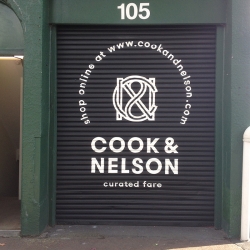 105
shop online at www.cookandnelson.com
CN
COOK &
NELSON
curated fare